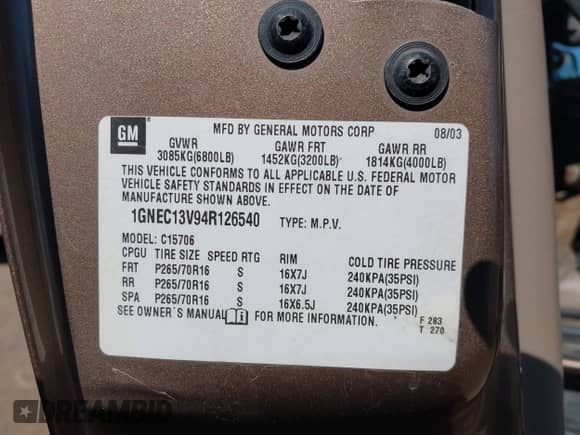 GM ®
MFD BY GENERAL MOTORS CORP 08/03
GVWR GAWR FRT GAWR RR
3085KG(6800LB) 1452KG(3200LB) 1814KG(4000LB)
THIS VEHICLE CONFORMS TO ALL APPLICABLE U.S. FEDERAL MOTOR
VEHICLE SAFETY STANDARDS IN EFFECT ON THE DATE OF
MANUFACTURE SHOWN ABOVE.
1GNEC13V94R126540 TYPE: M.P.V.
MODEL: C15706
CPGU TIRE SIZE SPEED RTG RIM COLD TIRE PRESSURE
FRT P265/70R16 S 16X7J 240KPA(35PSI)
RR P265/70R16 S 16X7J 240KPA(35PSI)
SPA P265/70R16 S 16X6.5J 240KPA(35PSI)
SEE OWNER'S MANUAL FOR MORE INFORMATION.
F 283
T 270
DREAMBID